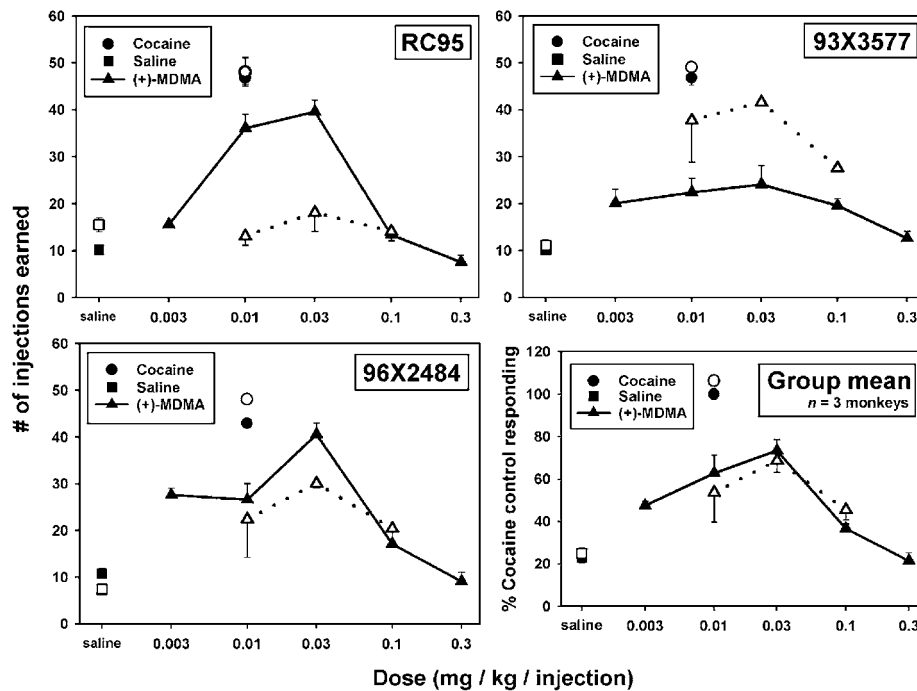 60
50
40
30
20
10
0
Cocaine
Saline
(+)-MDMA
RC95
saline
0.003
0.01
0.03
0.1
0.3
60
50
40
30
20
10
0
Cocaine
Saline
(+)-MDMA
93X3577
saline
0.003
0.01
0.03
0.1
0.3
# of injections earned
60
50
40
30
20
10
0
Cocaine
Saline
(+)-MDMA
96X2484
saline
0.003
0.01
0.03
0.1
0.3
% Cocaine control responding
120
100
80
60
40
20
0
Cocaine
Saline
(+)-MDMA
Group mean
n = 3 monkeys
saline
0.003
0.01
0.03
0.1
0.3
Dose (mg / kg / injection)